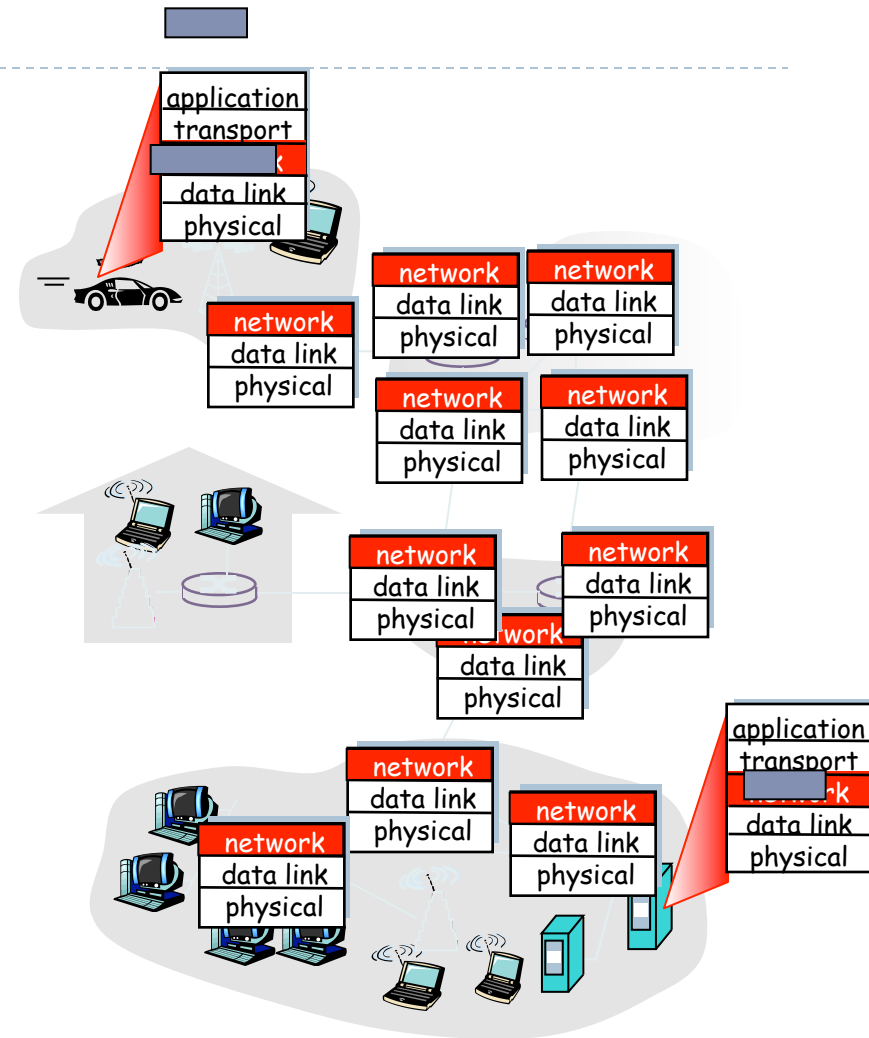 application
transport
data link
physical
network
data link
physical
network
data link
physical
network
data link
physical
network
data link
physical
network
data link
physical
network
data link
physical
network
data link
physical
data link
physical
application
transport
data link
physical
network
data link
physical
network
data link
physical
network
data link
physical